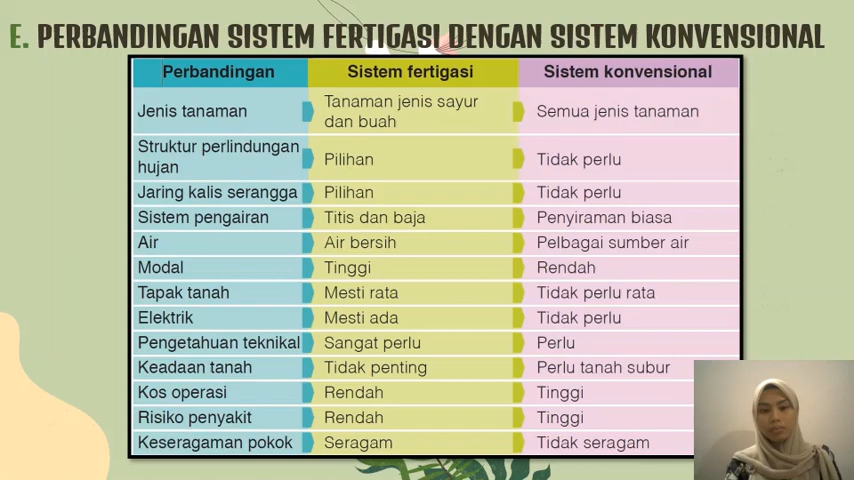 E. PERBANDINGAN SISTEM FERTIGASI DENGAN SISTEM KONVENSIONAL
Perbandingan Sistem fertigasi Sistem konvensional
Jenis tanaman Tanaman jenis sayur dan buah Semua jenis tanaman
Struktur perlindungan hujan Pilihan Tidak perlu
Jaring kalis serangga Pilihan Tidak perlu
Sistem pengairan Titis dan baja Penyiraman biasa
Air Air bersih Pelbagai sumber air
Modal Tinggi Rendah
Tapak tanah Mesti rata Tidak perlu rata
Elektrik Mesti ada Tidak perlu
Pengetahuan teknikal Sangat perlu Perlu
Keadaan tanah Tidak penting Perlu tanah subur
Kos operasi Rendah Tinggi
Risiko penyakit Rendah Tinggi
Keseragaman pokok Seragam Tidak seragam